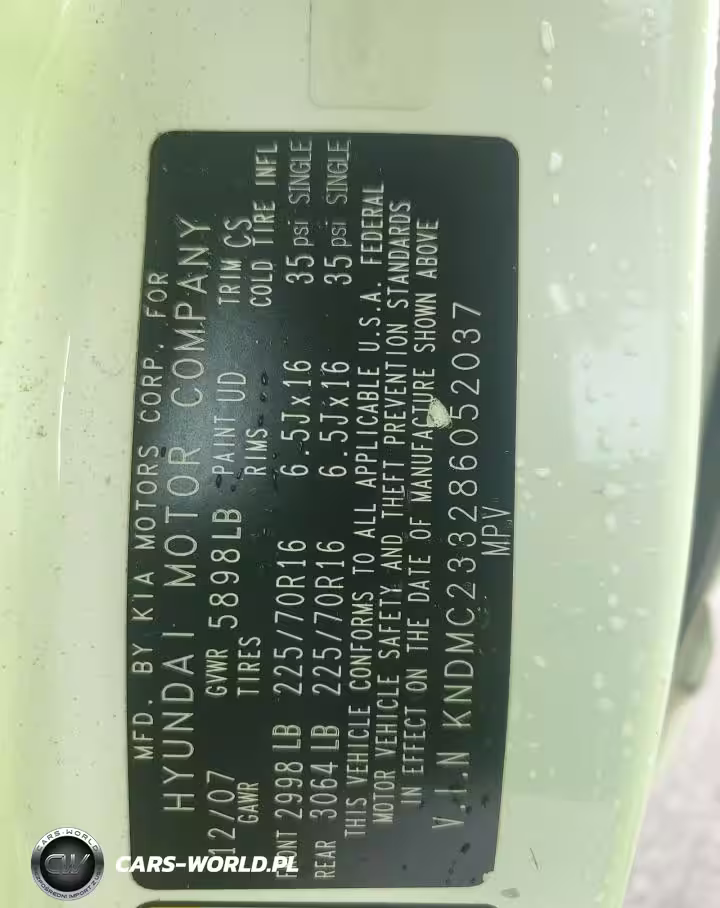 MFD. BY KIA MOTORS CORP. FOR
HYUNDAI MOTOR COMPANY
12/07 GVWR 5898LB PAINT UD TRIM CS
GAWR TIRES RIMS COLD TIRE INFL
FRONT 2998 LB 225/70R16 6.5Jx16 35 psi SINGLE
REAR 3064 LB 225/70R16 6.5Jx16 35 psi SINGLE
THIS VEHICLE CONFORMS TO ALL APPLICABLE U.S.A. FEDERAL
MOTOR VEHICLE SAFETY AND THEFT PREVENTION STANDARDS
IN EFFECT ON THE DATE OF MANUFACTURE SHOWN ABOVE
V.I.N KNDMC233286052037
MPV
CARS-WORLD
CW
CARS-WORLD.PL